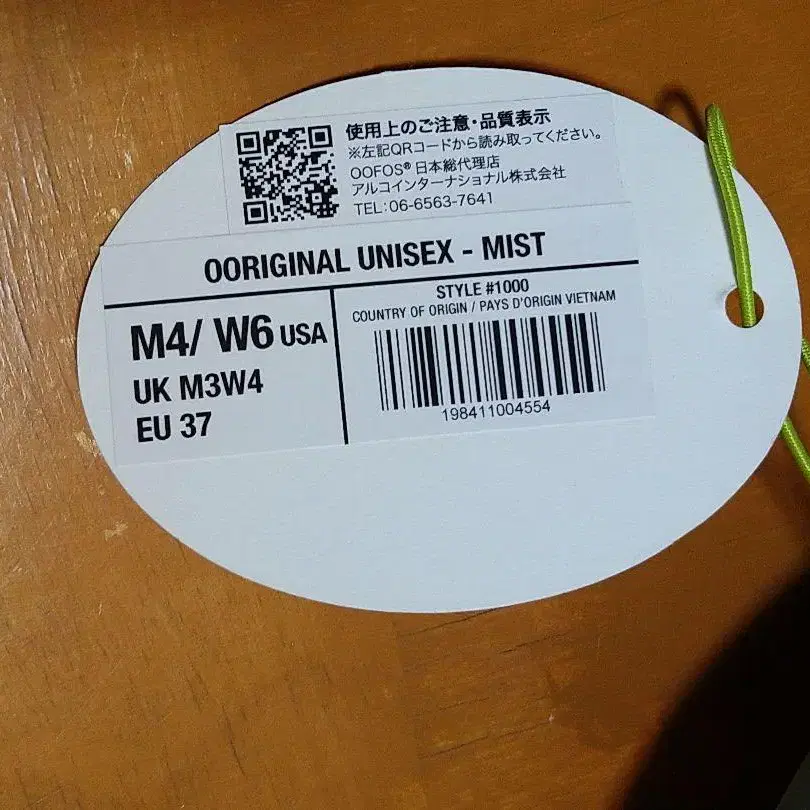 使用上のご注意・品質表示
※左記QRコードから読み取ってください。
OOFOS® 日本総代理店
アルコインターナショナル株式会社
TEL:06-6563-7641
OORIGINAL UNISEX - MIST
M4/ W6 USA
UK M3W4
EU 37
STYLE #1000
COUNTRY OF ORIGIN / PAYS D'ORIGIN VIETNAM
198411004554